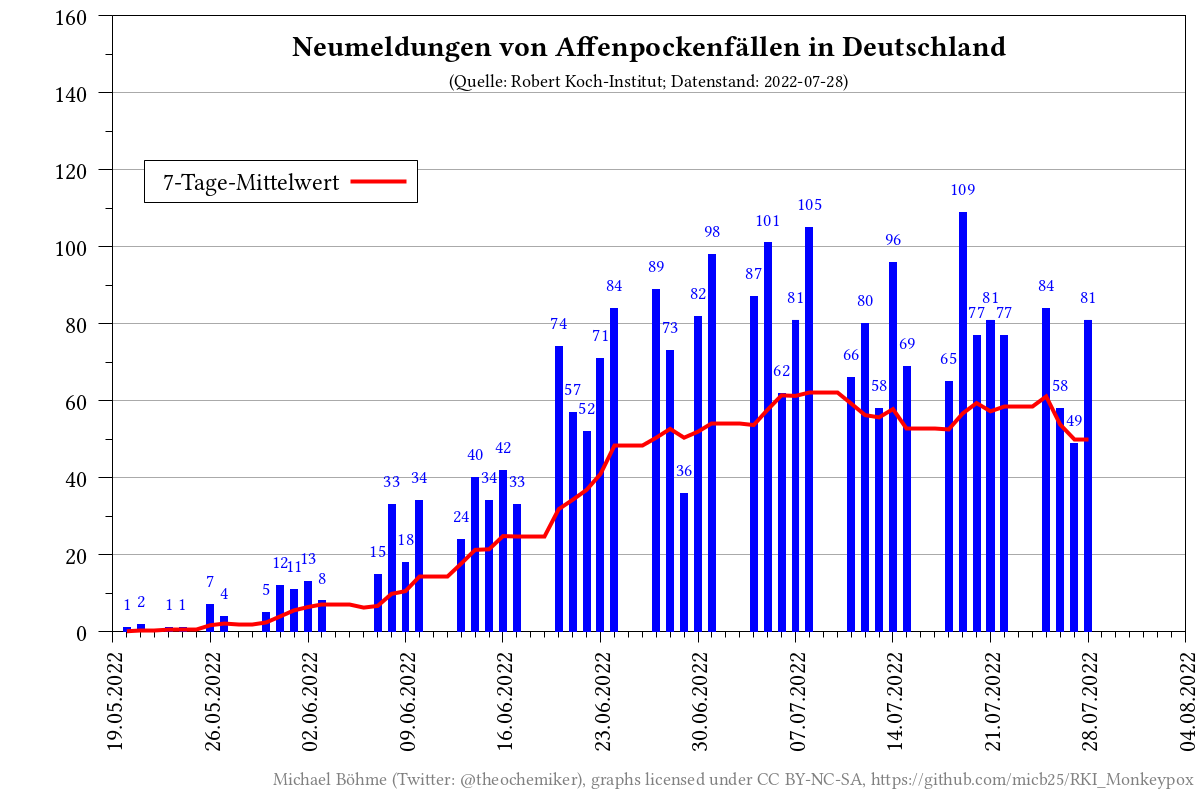 Neumeldungen von Affenpockenfällen in Deutschland
(Quelle: Robert Koch-Institut; Datenstand: 2022-07-28)
7-Tage-Mittelwert
160
140
120
100
80
60
40
20
0
1 2 1 1 7 4 5 12 11 13 8 15 33 18 34 24 40 34 42 33 74 57 52 71 84 89 73 36 82 98 87 101 62 81 105 66 80 58 96 69 65 109 77 81 77 84 58 49 81
19.05.2022 26.05.2022 02.06.2022 09.06.2022 16.06.2022 23.06.2022 30.06.2022 07.07.2022 14.07.2022 21.07.2022 28.07.2022 04.08.2022
Michael Böhme (Twitter: @theochemiker), graphs licensed under CC BY-NC-SA, https://github.com/micb25/RKI_Monkeypox